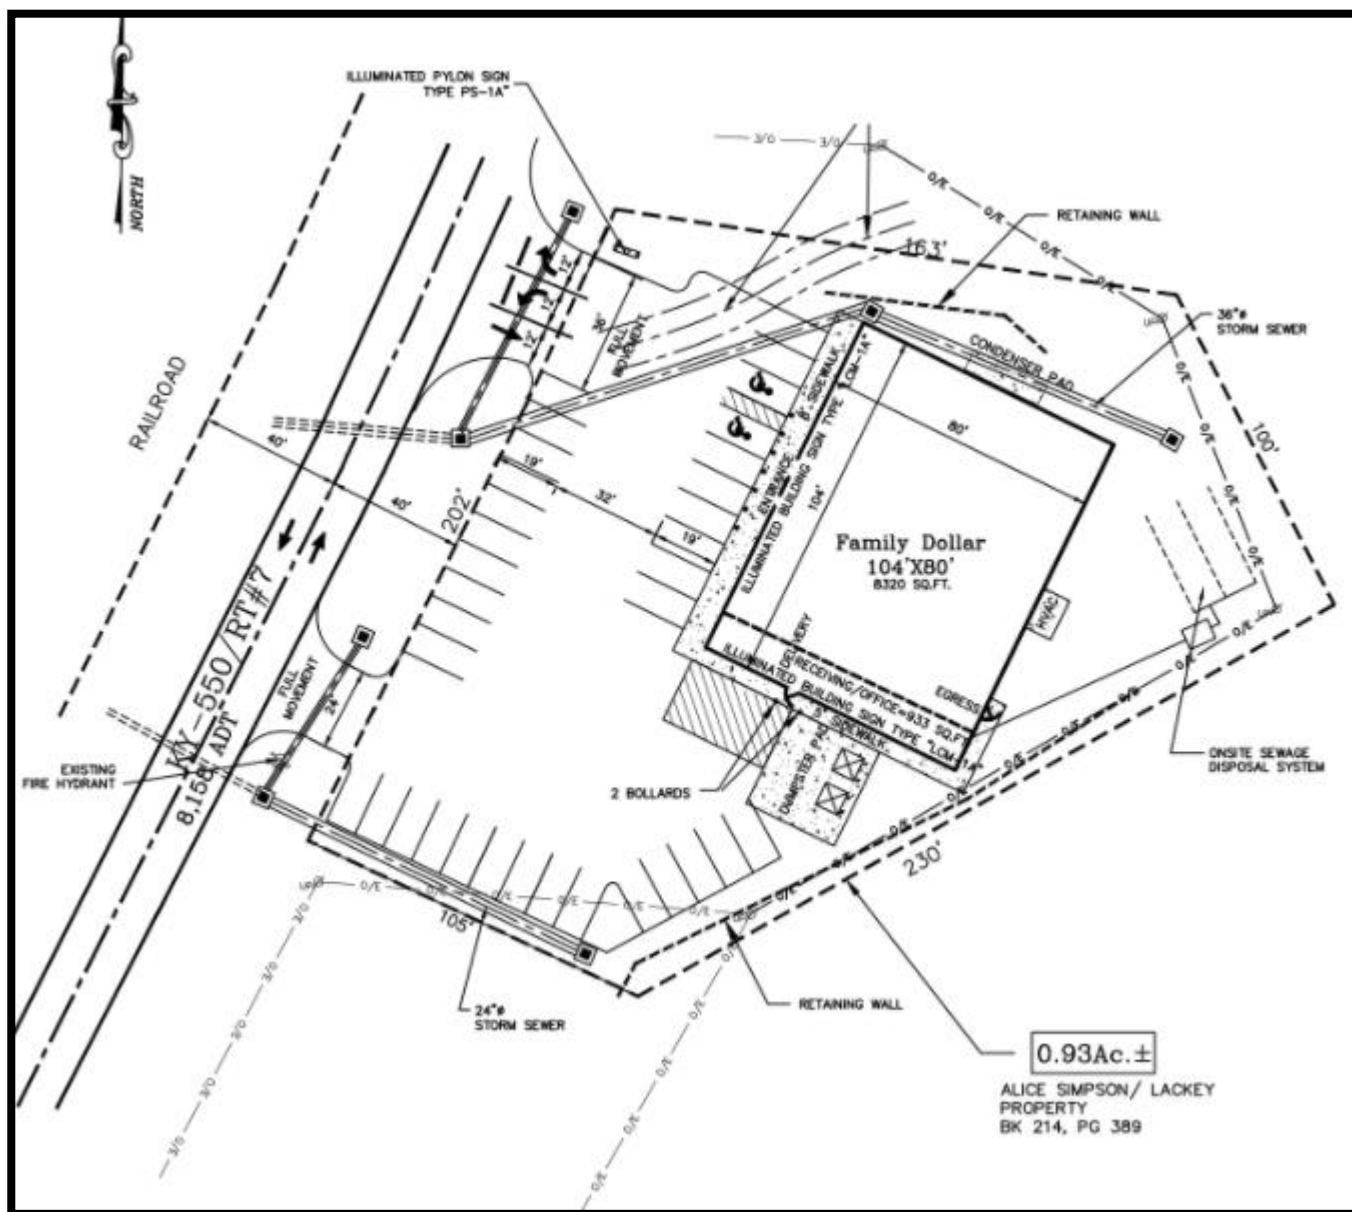 ILLUMINATED PYLON SIGN
TYPE PS-1A"
NORTH
O/E
O/E
O/E
RETAINING WALL
163'
O/E
12'
12'
12'
36'
FULL
MOVEMENT
O/E
36"ø
STORM SEWER
CONDENSER PAD
RAILROAD
8' SIDEWALK
ENTRANCE
ILLUMINATED BUILDING SIGN TYPE "LCM-1A"
O/E
80'
100'
40'
40'
202'
19'
32'
19'
104'
O/E
Family Dollar
104'X80'
8320 SQ.FT.
O/E
O/E
HVAC
O/E
O/E
DELIVERY
RECEIVING/OFFICE=933 SQ.FT.
ILLUMINATED BUILDING SIGN TYPE "LCM-1A"
5' SIDEWALK
EGRESS
KY-550/RT#7
8,158 ADT
FULL
MOVEMENT
24'
O/E
O/E
O/E
ONSITE SEWAGE
DISPOSAL SYSTEM
EXISTING
FIRE HYDRANT
2 BOLLARDS
DUMPSTER PAD
O/E
O/E
O/E
230'
O/E
O/E
O/E
O/E
O/E
O/E
105'
O/E
O/E
O/E
O/E
RETAINING WALL
24"ø
STORM SEWER
O/E
0.93Ac.±
ALICE SIMPSON/ LACKEY
PROPERTY
BK 214, PG 389
O/E
O/E
O/E
O/E